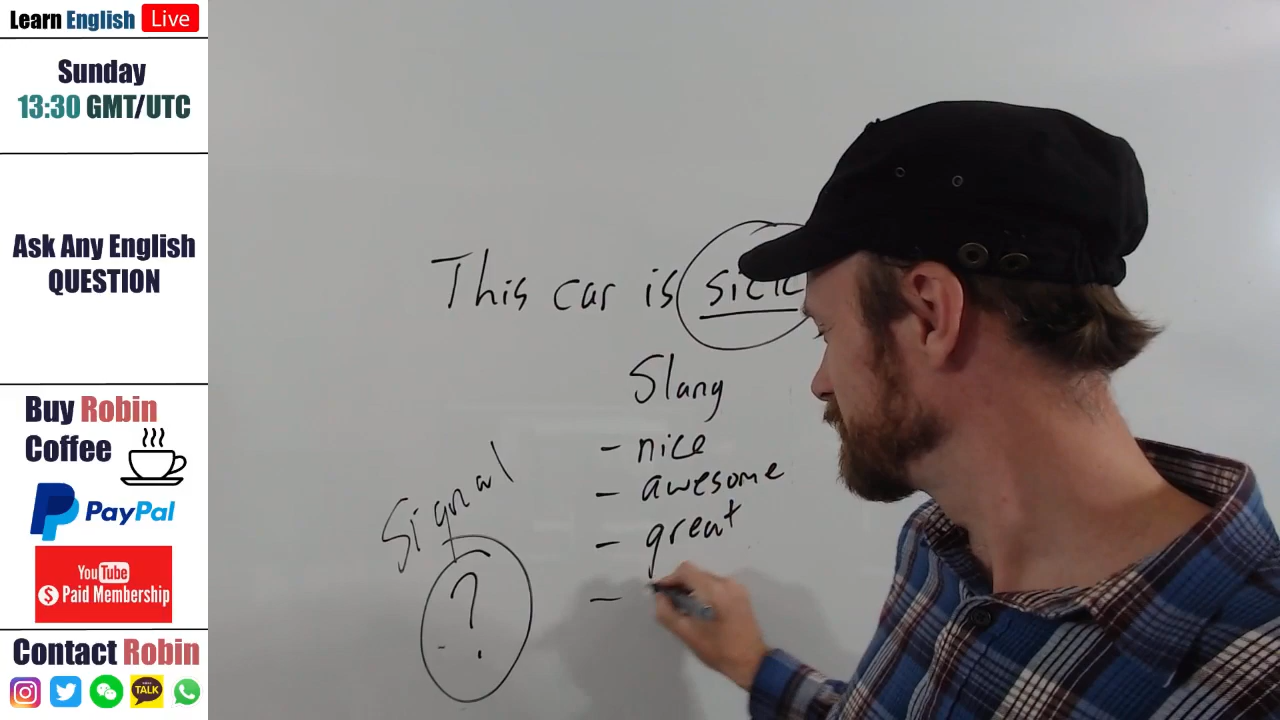 Learn English Live
Sunday
13:30 GMT/UTC
Ask Any English
QUESTION
Buy Robin
Coffee
PayPal
YouTube
$ Paid Membership
Contact Robin
TALK
This car is sick
Slang
- nice
- awesome
- great
-
Signal
?